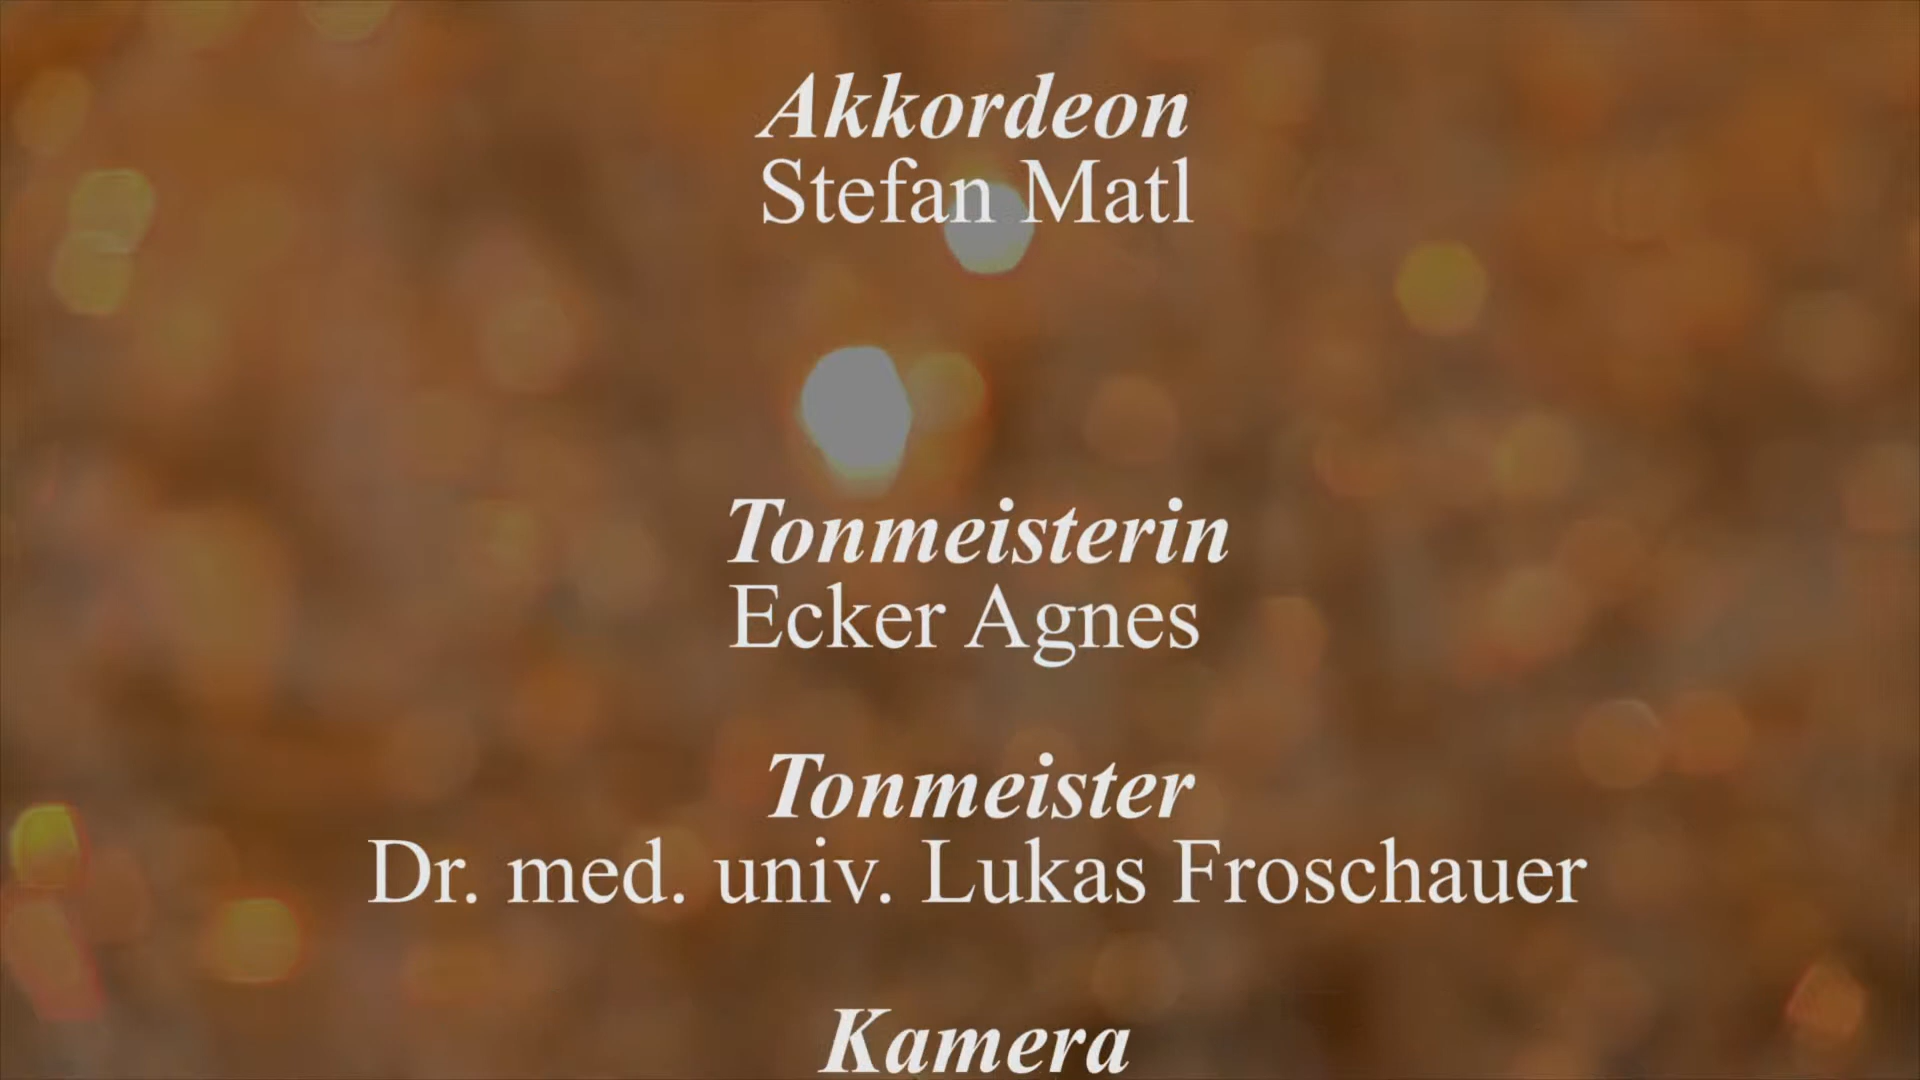 Akkordeon
Stefan Matl
Tonmeisterin
Ecker Agnes
Tonmeister
Dr. med. univ. Lukas Froschauer
Kamera